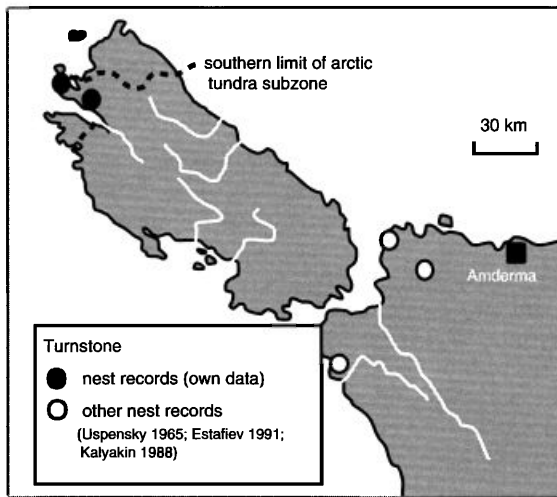 southern limit of arctic
tundra subzone
30 km
Amderma
Turnstone
nest records (own data)
other nest records
(Uspensky 1965; Estafiev 1991;
Kalyakin 1988)